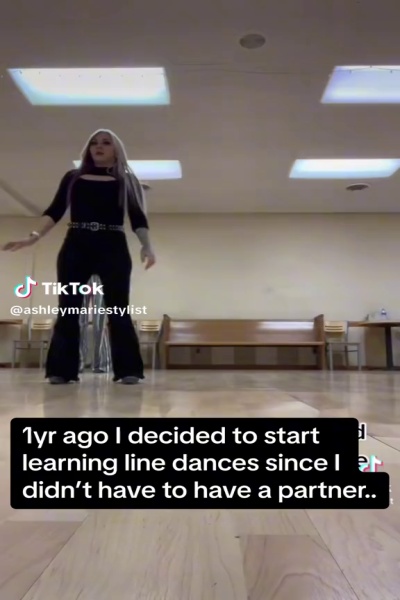 TikTok
@ashleymariestylist
1yr ago I decided to start
learning line dances since I
didn't have to have a partner..